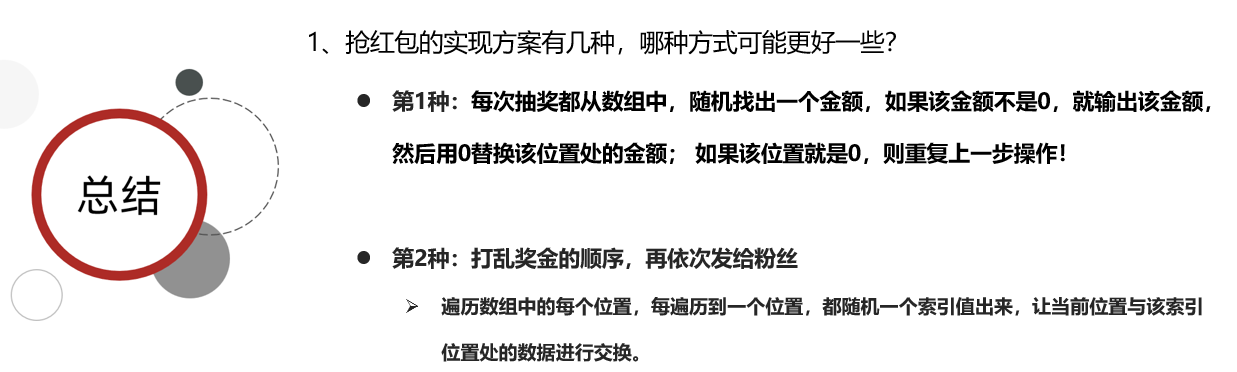 总结
1、抢红包的实现方案有几种，哪种方式可能更好一些？
第1种：每次抽奖都从数组中，随机找出一个金额，如果该金额不是0，就输出该金额，
然后用0替换该位置处的金额； 如果该位置就是0，则重复上一步操作！
第2种：打乱奖金的顺序，再依次发给粉丝
遍历数组中的每个位置，每遍历到一个位置，都随机一个索引值出来，让当前位置与该索引
位置处的数据进行交换。